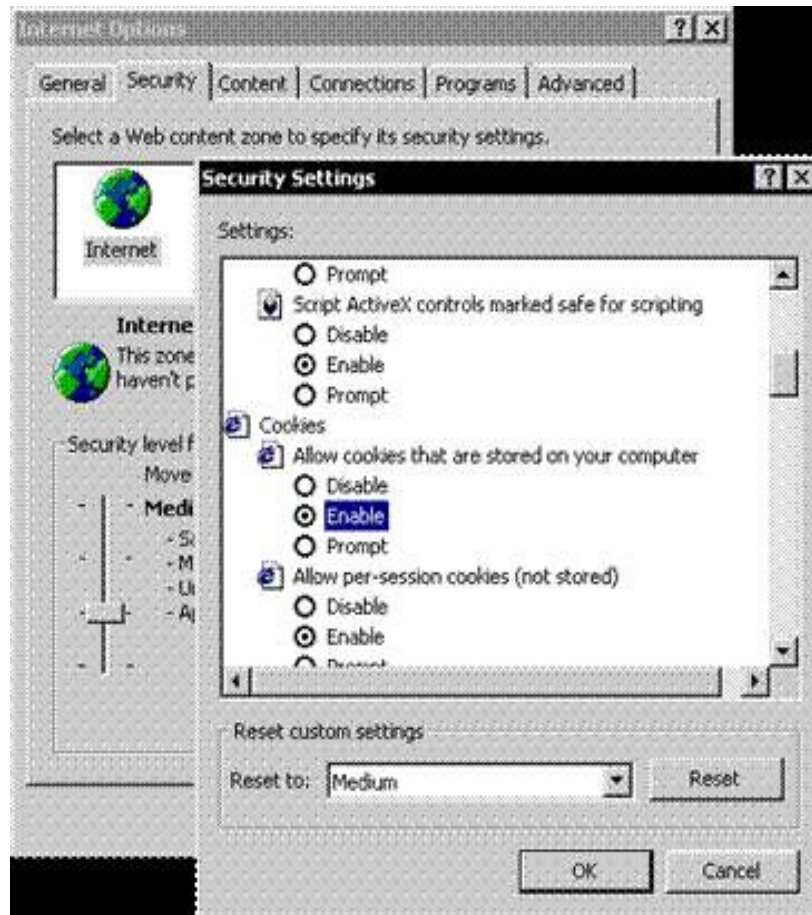 Internet Options
General Security Content Connections Programs Advanced
Select a Web content zone to specify its security settings.
Internet
Interne
This zone
haven't p
Security level f
Move
Medi
- M
Security Settings
Settings:
Prompt
Script ActiveX controls marked safe for scripting
Disable
Enable
Prompt
Cookies
Allow cookies that are stored on your computer
Disable
Enable
Prompt
Allow per-session cookies (not stored)
Disable
Enable
Prompt
Reset custom settings
Reset to: Medium Reset
OK Cancel